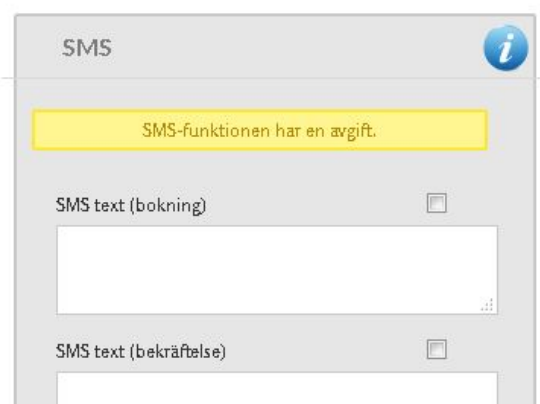 SMS
i
SMS-funktionen har en avgift.
SMS text (bokning)
SMS text (bekräftelse)